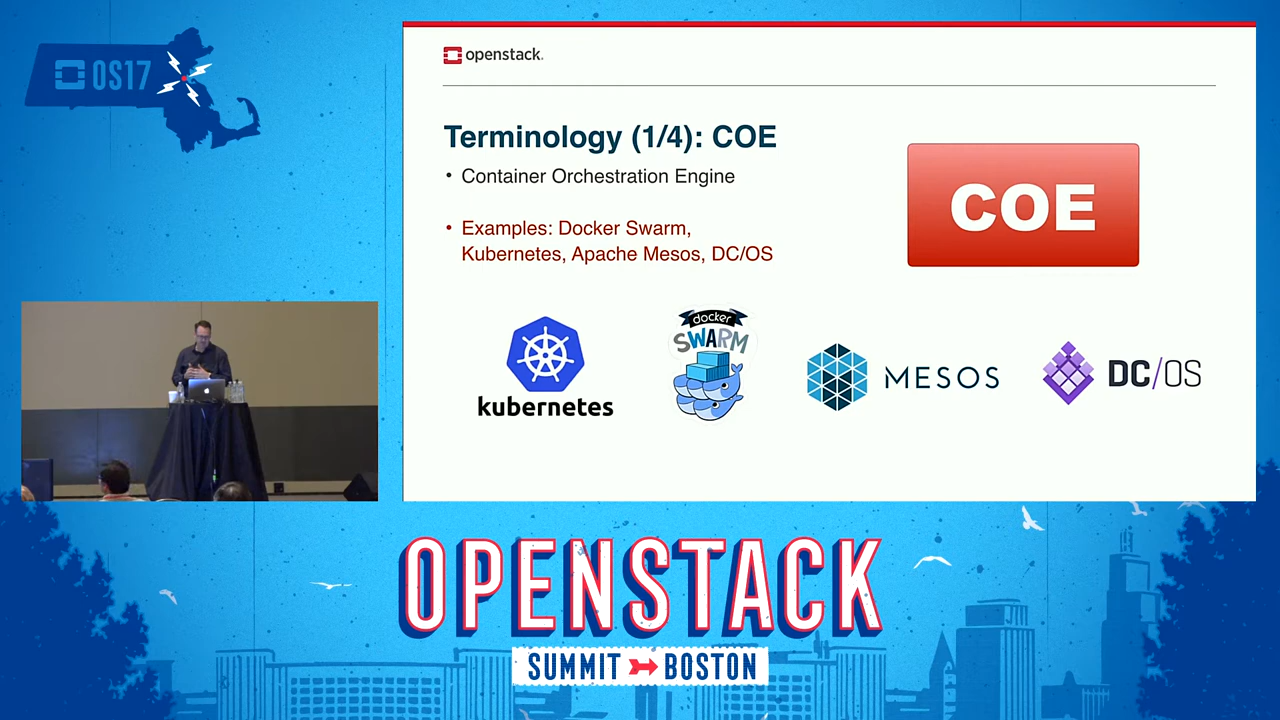 OS17
openstack.
Terminology (1/4): COE
• Container Orchestration Engine
• Examples: Docker Swarm,
Kubernetes, Apache Mesos, DC/OS
COE
kubernetes
docker
SWARM
MESOS
DC/OS
OPENSTACK
SUMMIT BOSTON